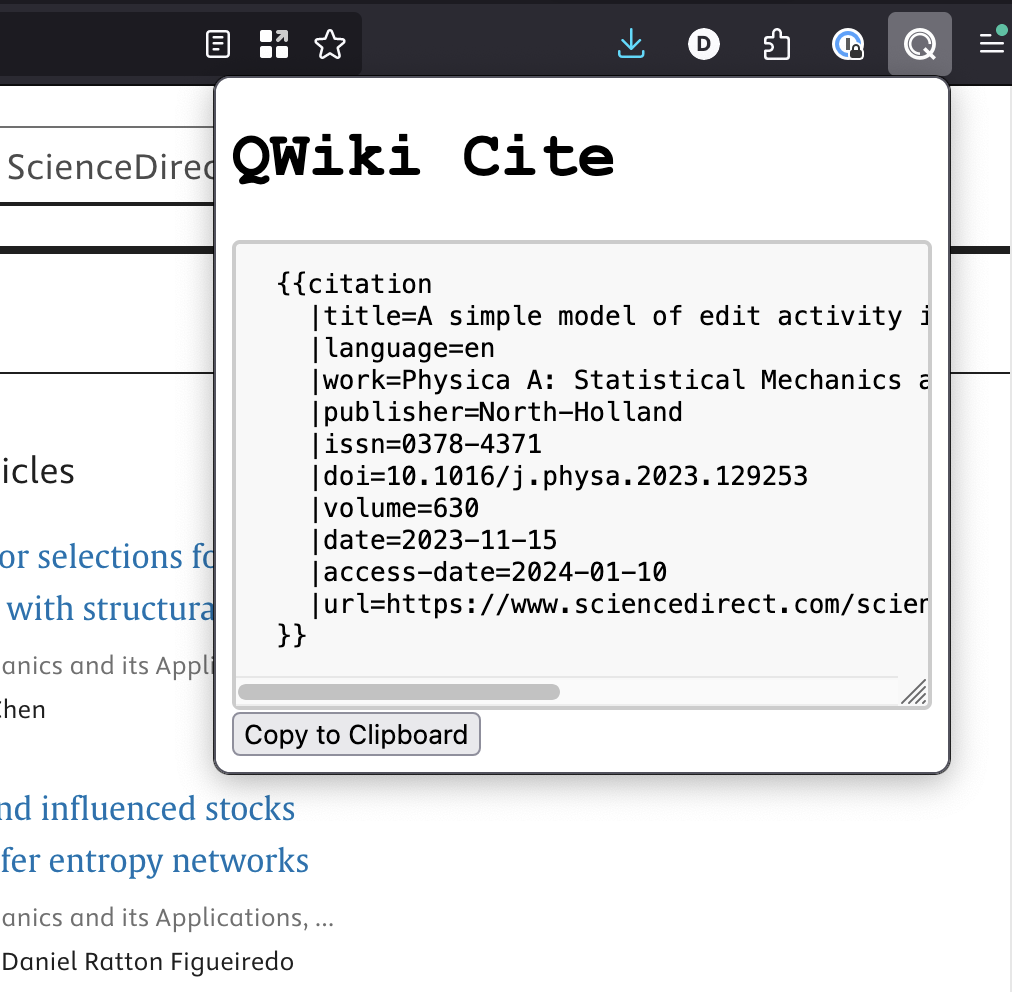 D
ScienceDirec
QWiki Cite
{{citation
|title=A simple model of edit activity i
|language=en
|work=Physica A: Statistical Mechanics a
|publisher=North-Holland
|issn=0378-4371
|doi=10.1016/j.physa.2023.129253
|volume=630
|date=2023-11-15
|access-date=2024-01-10
|url=https://www.sciencedirect.com/scien
}}
Copy to Clipboard
icles
or selections fo
with structura
anics and its Appli
Chen
nd influenced stocks
fer entropy networks
anics and its Applications, ...
Daniel Ratton Figueiredo